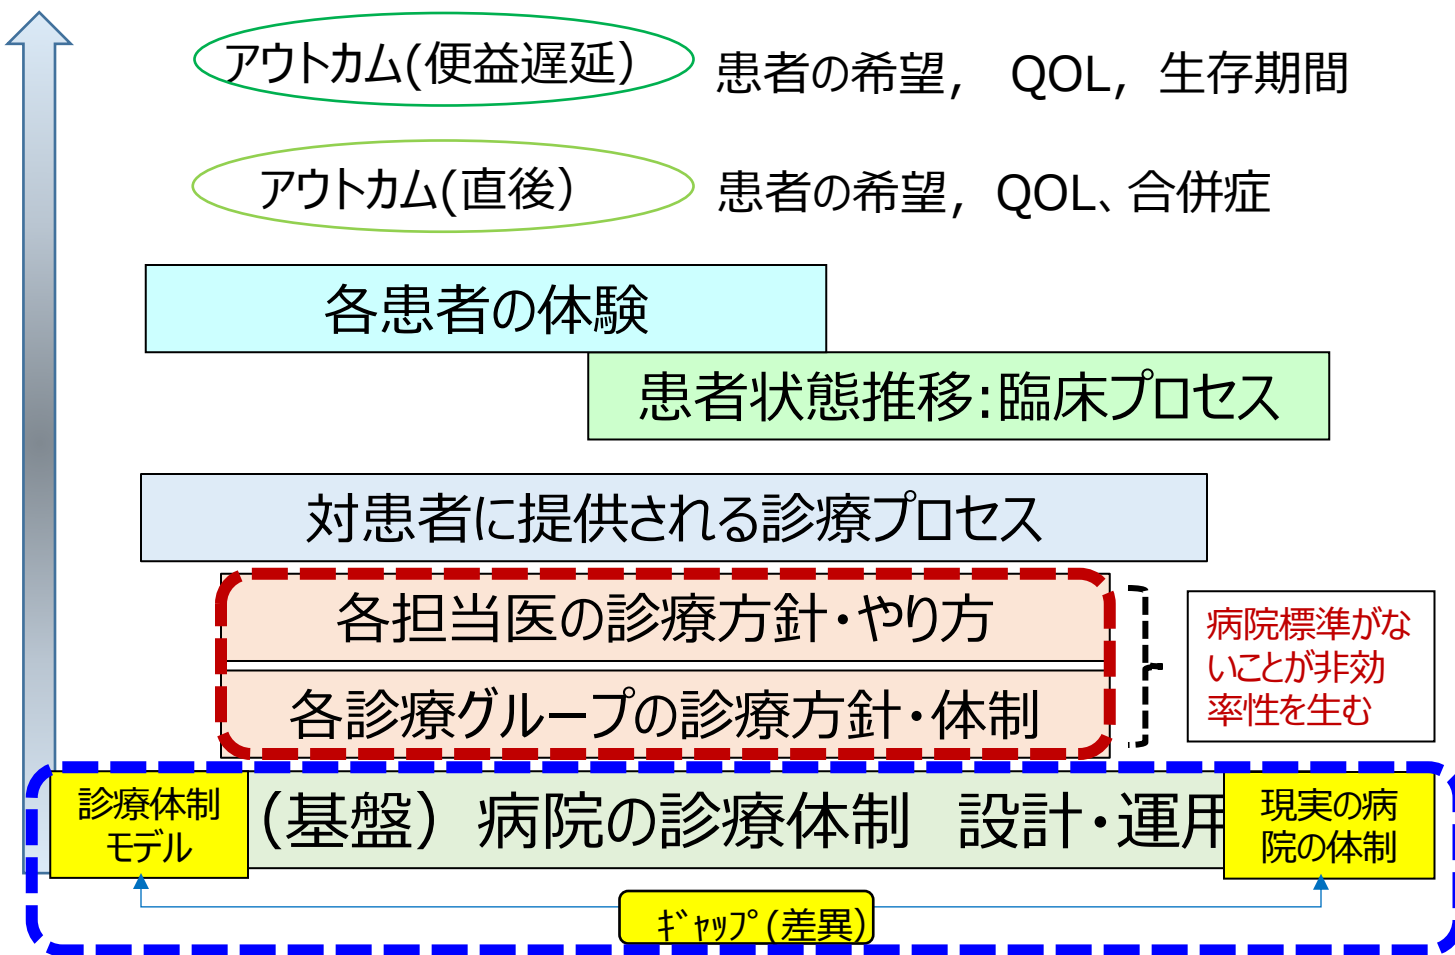 アウトカム(便益遅延）
患者の希望， QOL，生存期間
アウトカム(直後）
患者の希望，QOL、合併症
各患者の体験
患者状態推移:臨床プロセス
対患者に提供される診療プロセス
各担当医の診療方針・やり方
各診療グループの診療方針・体制
病院標準がな
いことが非効
率性を生む
診療体制
モデル
（基盤）病院の診療体制　設計・運用
現実の病
院の体制
ｷﾞｬｯﾌﾟ(差異)